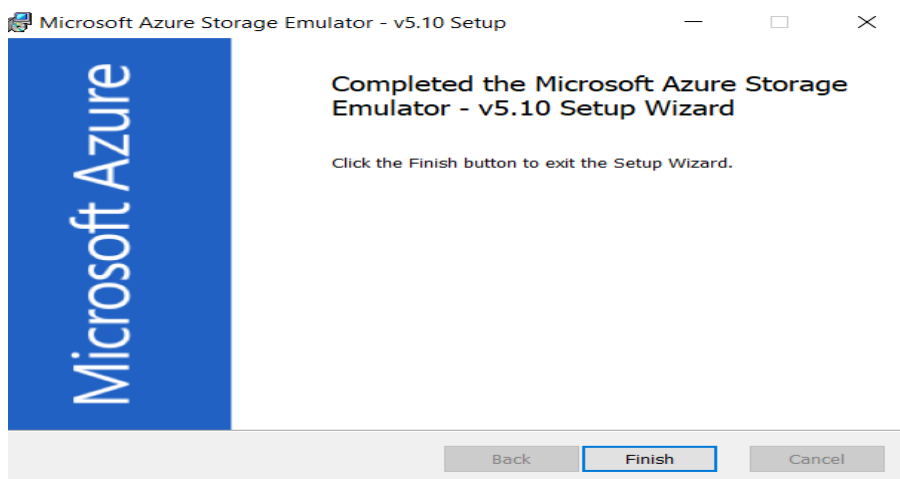 Microsoft Azure Storage Emulator - v5.10 Setup
Microsoft Azure
Completed the Microsoft Azure Storage
Emulator - v5.10 Setup Wizard
Click the Finish button to exit the Setup Wizard.
Back Finish Cancel